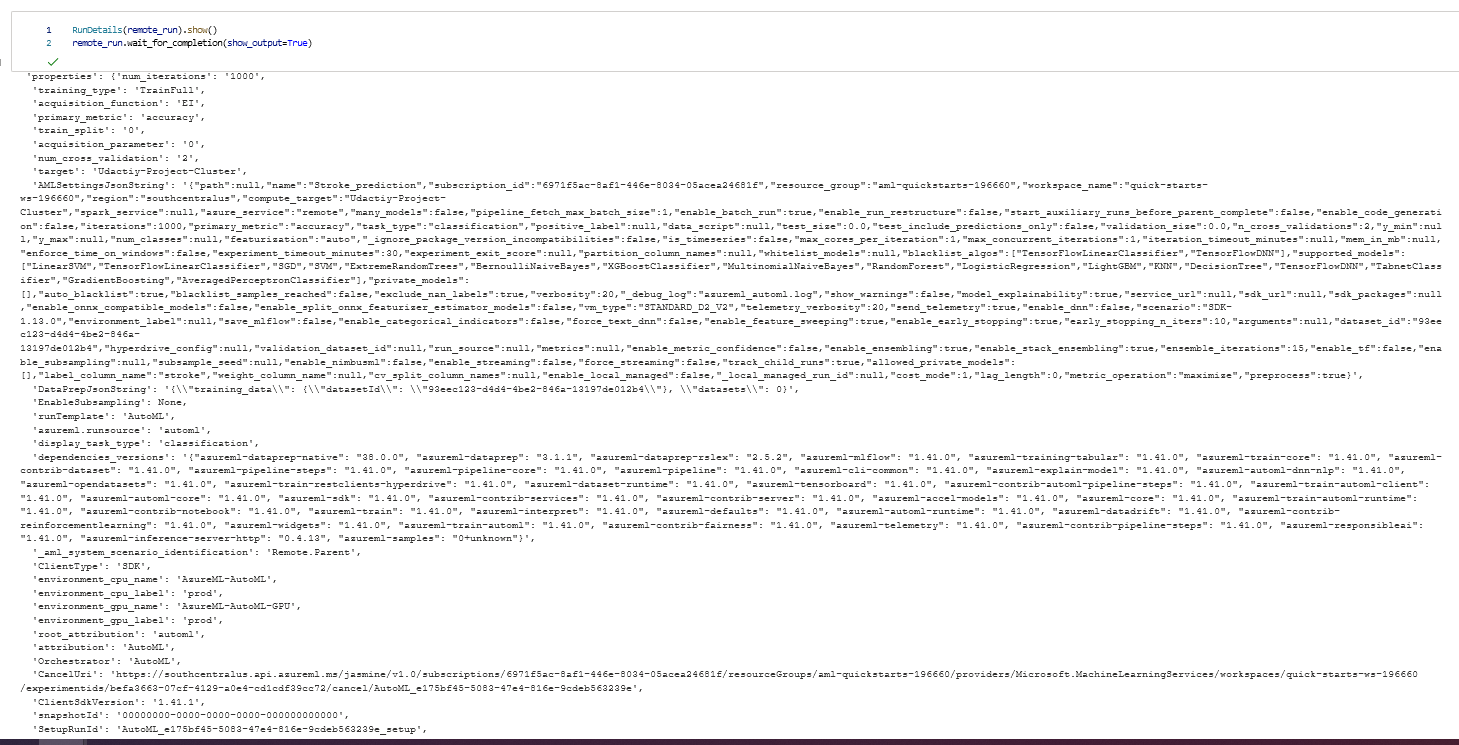 1 RunDetails(remote_run).show()
2 remote_run.wait_for_completion(show_output=True)
'properties': {'num_iterations': '1000',
'training_type': 'TrainFull',
'acquisition_function': 'EI',
'primary_metric': 'accuracy',
'train_split': '0',
'acquisition_parameter': '0',
'num_cross_validation': '2',
'target': 'Udactiy-Project-Cluster',
'AMLSettingsJsonString': '{"path":null,"name":"Stroke_prediction","subscription_id":"6971f5ac-8af1-446e-8034-05acea24681f","resource_group":"aml-quickstarts-196660","workspace_name":"quick-starts-
ws-196660","region":"southcentralus","compute_target":"Udactiy-Project-
Cluster","spark_service":null,"azure_service":"remote","many_models":false,"pipeline_fetch_max_batch_size":1,"enable_batch_run":true,"enable_run_restructure":false,"start_auxiliary_runs_before_parent_complete":false,"enable_code_generati
on":false,"iterations":1000,"primary_metric":"accuracy","task_type":"classification","positive_label":null,"data_script":null,"test_size":0.0,"test_include_predictions_only":false,"validation_size":0.0,"n_cross_validations":2,"y_min":nul
l,"y_max":null,"num_classes":null,"featurization":"auto","_ignore_package_version_incompatibilities":false,"is_timeseries":false,"max_cores_per_iteration":1,"max_concurrent_iterations":1,"iteration_timeout_minutes":null,"mem_in_mb":null,
"enforce_time_on_windows":false,"experiment_timeout_minutes":30,"experiment_exit_score":null,"partition_column_names":null,"whitelist_models":null,"blacklist_algos":["TensorFlowLinearClassifier","TensorFlowDNN"],"supported_models":
["LinearSVM","TensorFlowLinearClassifier","SGD","SVM","ExtremeRandomTrees","BernoulliNaiveBayes","XGBoostClassifier","MultinomialNaiveBayes","RandomForest","LogisticRegression","LightGBM","KNN","DecisionTree","TensorFlowDNN","TabnetClass
ifier","GradientBoosting","AveragedPerceptronClassifier"],"private_models":
[],"auto_blacklist":true,"blacklist_samples_reached":false,"exclude_nan_labels":true,"verbosity":20,"_debug_log":"azureml_automl.log","show_warnings":false,"model_explainability":true,"service_url":null,"sdk_url":null,"sdk_packages":null
,"enable_onnx_compatible_models":false,"enable_split_onnx_featurizer_estimator_models":false,"vm_type":"STANDARD_D2_V2","telemetry_verbosity":20,"send_telemetry":true,"enable_dnn":false,"scenario":"SDK-
1.13.0","environment_label":null,"save_mlflow":false,"enable_categorical_indicators":false,"force_text_dnn":false,"enable_feature_sweeping":true,"enable_early_stopping":true,"early_stopping_n_iters":10,"arguments":null,"dataset_id":"93ee
c123-d4d4-4be2-846a-
13197de012b4","hyperdrive_config":null,"validation_dataset_id":null,"run_source":null,"metrics":null,"enable_metric_confidence":false,"enable_ensembling":true,"enable_stack_ensembling":true,"ensemble_iterations":15,"enable_tf":false,"ena
ble_subsampling":null,"subsample_seed":null,"enable_nimbusml":false,"enable_streaming":false,"force_streaming":false,"track_child_runs":true,"allowed_private_models":
[],"label_column_name":"stroke","weight_column_name":null,"cv_split_column_names":null,"enable_local_managed":false,"_local_managed_run_id":null,"cost_mode":1,"lag_length":0,"metric_operation":"maximize","preprocess":true}',
'DataPrepJsonString': '{\\"training_data\\": {\\"datasetId\\": \\"93eec123-d4d4-4be2-846a-13197de012b4\\"}, \\"datasets\\": 0}',
'EnableSubsampling': None,
'runTemplate': 'AutoML',
'azureml.runsource': 'automl',
'display_task_type': 'classification',
'dependencies_versions': '{"azureml-dataprep-native": "38.0.0", "azureml-dataprep": "3.1.1", "azureml-dataprep-rslex": "2.5.2", "azureml-mlflow": "1.41.0", "azureml-training-tabular": "1.41.0", "azureml-train-core": "1.41.0", "azureml-
contrib-dataset": "1.41.0", "azureml-pipeline-steps": "1.41.0", "azureml-pipeline-core": "1.41.0", "azureml-pipeline": "1.41.0", "azureml-cli-common": "1.41.0", "azureml-explain-model": "1.41.0", "azureml-automl-dnn-nlp": "1.41.0",
"azureml-opendatasets": "1.41.0", "azureml-train-restclients-hyperdrive": "1.41.0", "azureml-dataset-runtime": "1.41.0", "azureml-tensorboard": "1.41.0", "azureml-contrib-automl-pipeline-steps": "1.41.0", "azureml-train-automl-client":
"1.41.0", "azureml-automl-core": "1.41.0", "azureml-sdk": "1.41.0", "azureml-contrib-services": "1.41.0", "azureml-contrib-server": "1.41.0", "azureml-accel-models": "1.41.0", "azureml-core": "1.41.0", "azureml-train-automl-runtime":
"1.41.0", "azureml-contrib-notebook": "1.41.0", "azureml-train": "1.41.0", "azureml-interpret": "1.41.0", "azureml-defaults": "1.41.0", "azureml-automl-runtime": "1.41.0", "azureml-datadrift": "1.41.0", "azureml-contrib-
reinforcementlearning": "1.41.0", "azureml-widgets": "1.41.0", "azureml-train-automl": "1.41.0", "azureml-contrib-fairness": "1.41.0", "azureml-telemetry": "1.41.0", "azureml-contrib-pipeline-steps": "1.41.0", "azureml-responsibleai":
"1.41.0", "azureml-inference-server-http": "0.4.13", "azureml-samples": "0+unknown"}',
'_aml_system_scenario_identification': 'Remote.Parent',
'ClientType': 'SDK',
'environment_cpu_name': 'AzureML-AutoML',
'environment_cpu_label': 'prod',
'environment_gpu_name': 'AzureML-AutoML-GPU',
'environment_gpu_label': 'prod',
'root_attribution': 'automl',
'attribution': 'AutoML',
'Orchestrator': 'AutoML',
'CancelUri': 'https://southcentralus.api.azureml.ms/jasmine/v1.0/subscriptions/6971f5ac-8af1-446e-8034-05acea24681f/resourceGroups/aml-quickstarts-196660/providers/Microsoft.MachineLearningServices/workspaces/quick-starts-ws-196660
/experimentids/befa3663-07cf-4129-a0e4-cd1cdf39cc72/cancel/AutoML_e175bf45-5083-47e4-816e-9cdeb563239e',
'ClientSdkVersion': '1.41.1',
'snapshotId': '00000000-0000-0000-0000-000000000000',
'SetupRunId': 'AutoML_e175bf45-5083-47e4-816e-9cdeb563239e_setup',